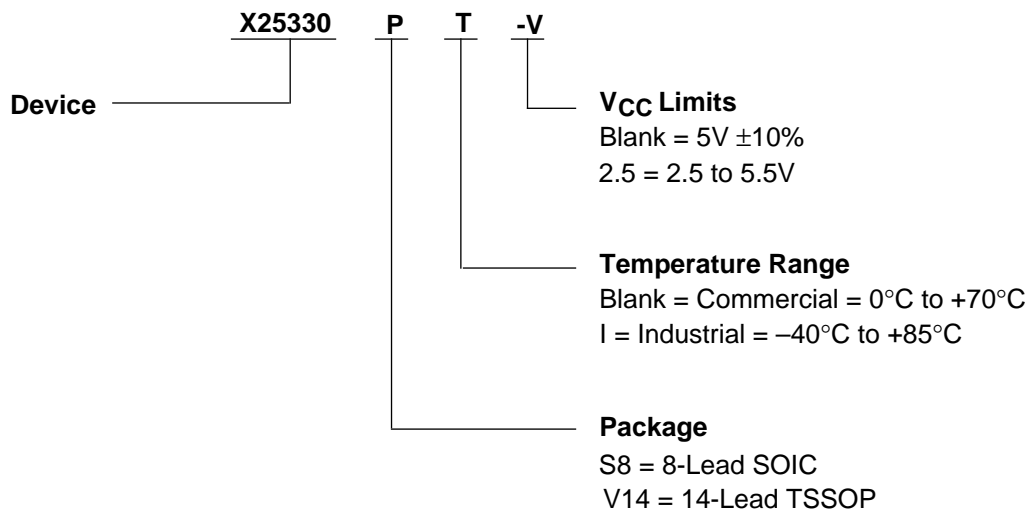 X25330 P T -V
Device
VCC Limits
Blank = 5V ±10%
2.5 = 2.5 to 5.5V
Temperature Range
Blank = Commercial = 0°C to +70°C
I = Industrial = –40°C to +85°C
Package
S8 = 8-Lead SOIC
V14 = 14-Lead TSSOP